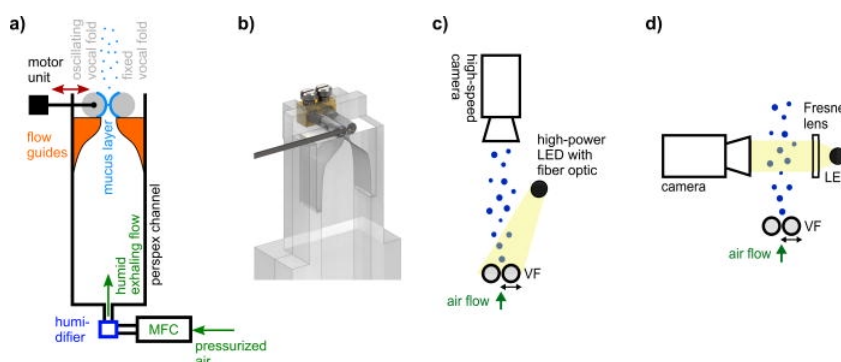 a)
b)
c)
d)
oscillating
vocal fold
fixed
vocal fold
motor
unit
flow
guides
mucus layer
perspex channel
humid
exhaling flow
humi-
difier
MFC
pressurized
air
high-speed
camera
high-power
LED with
fiber optic
VF
air flow
Fresne
lens
LE
camera
VF
air flow